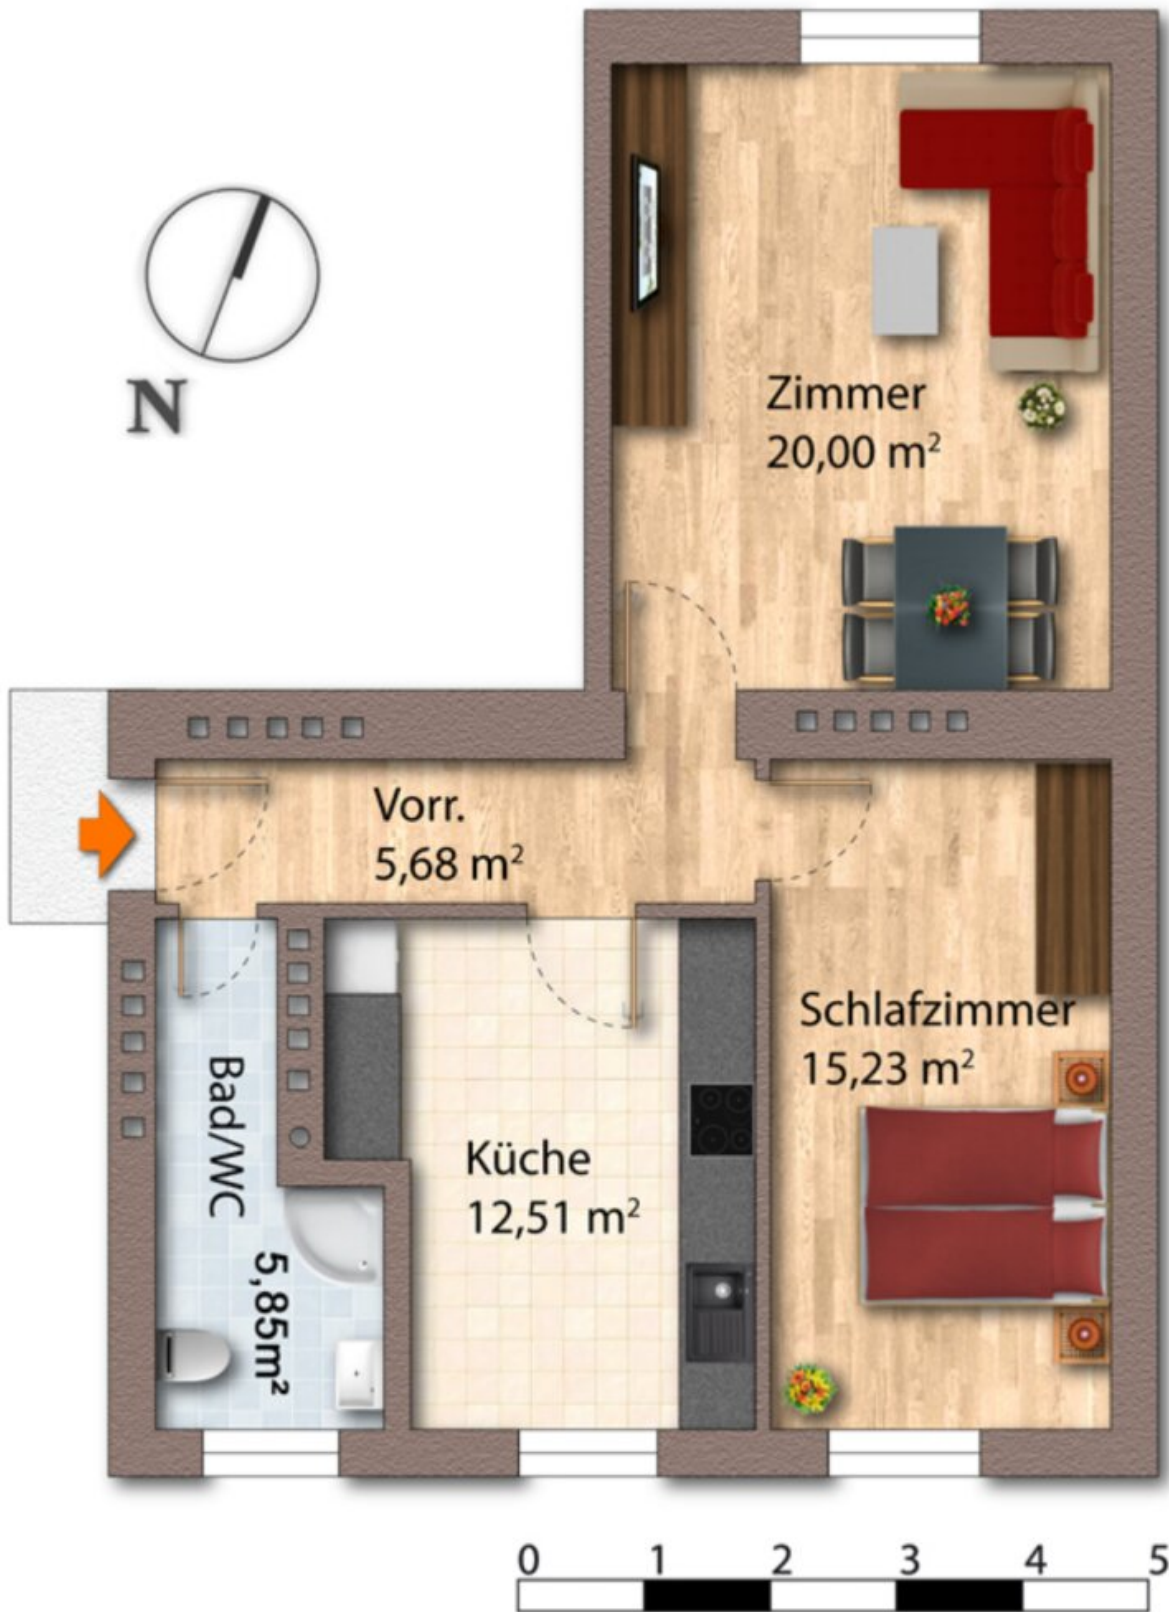 N
Zimmer
20,00 m²
Vorr.
5,68 m²
Schlafzimmer
15,23 m²
Bad/WC
5,85m²
Küche
12,51 m²
0 1 2 3 4 5